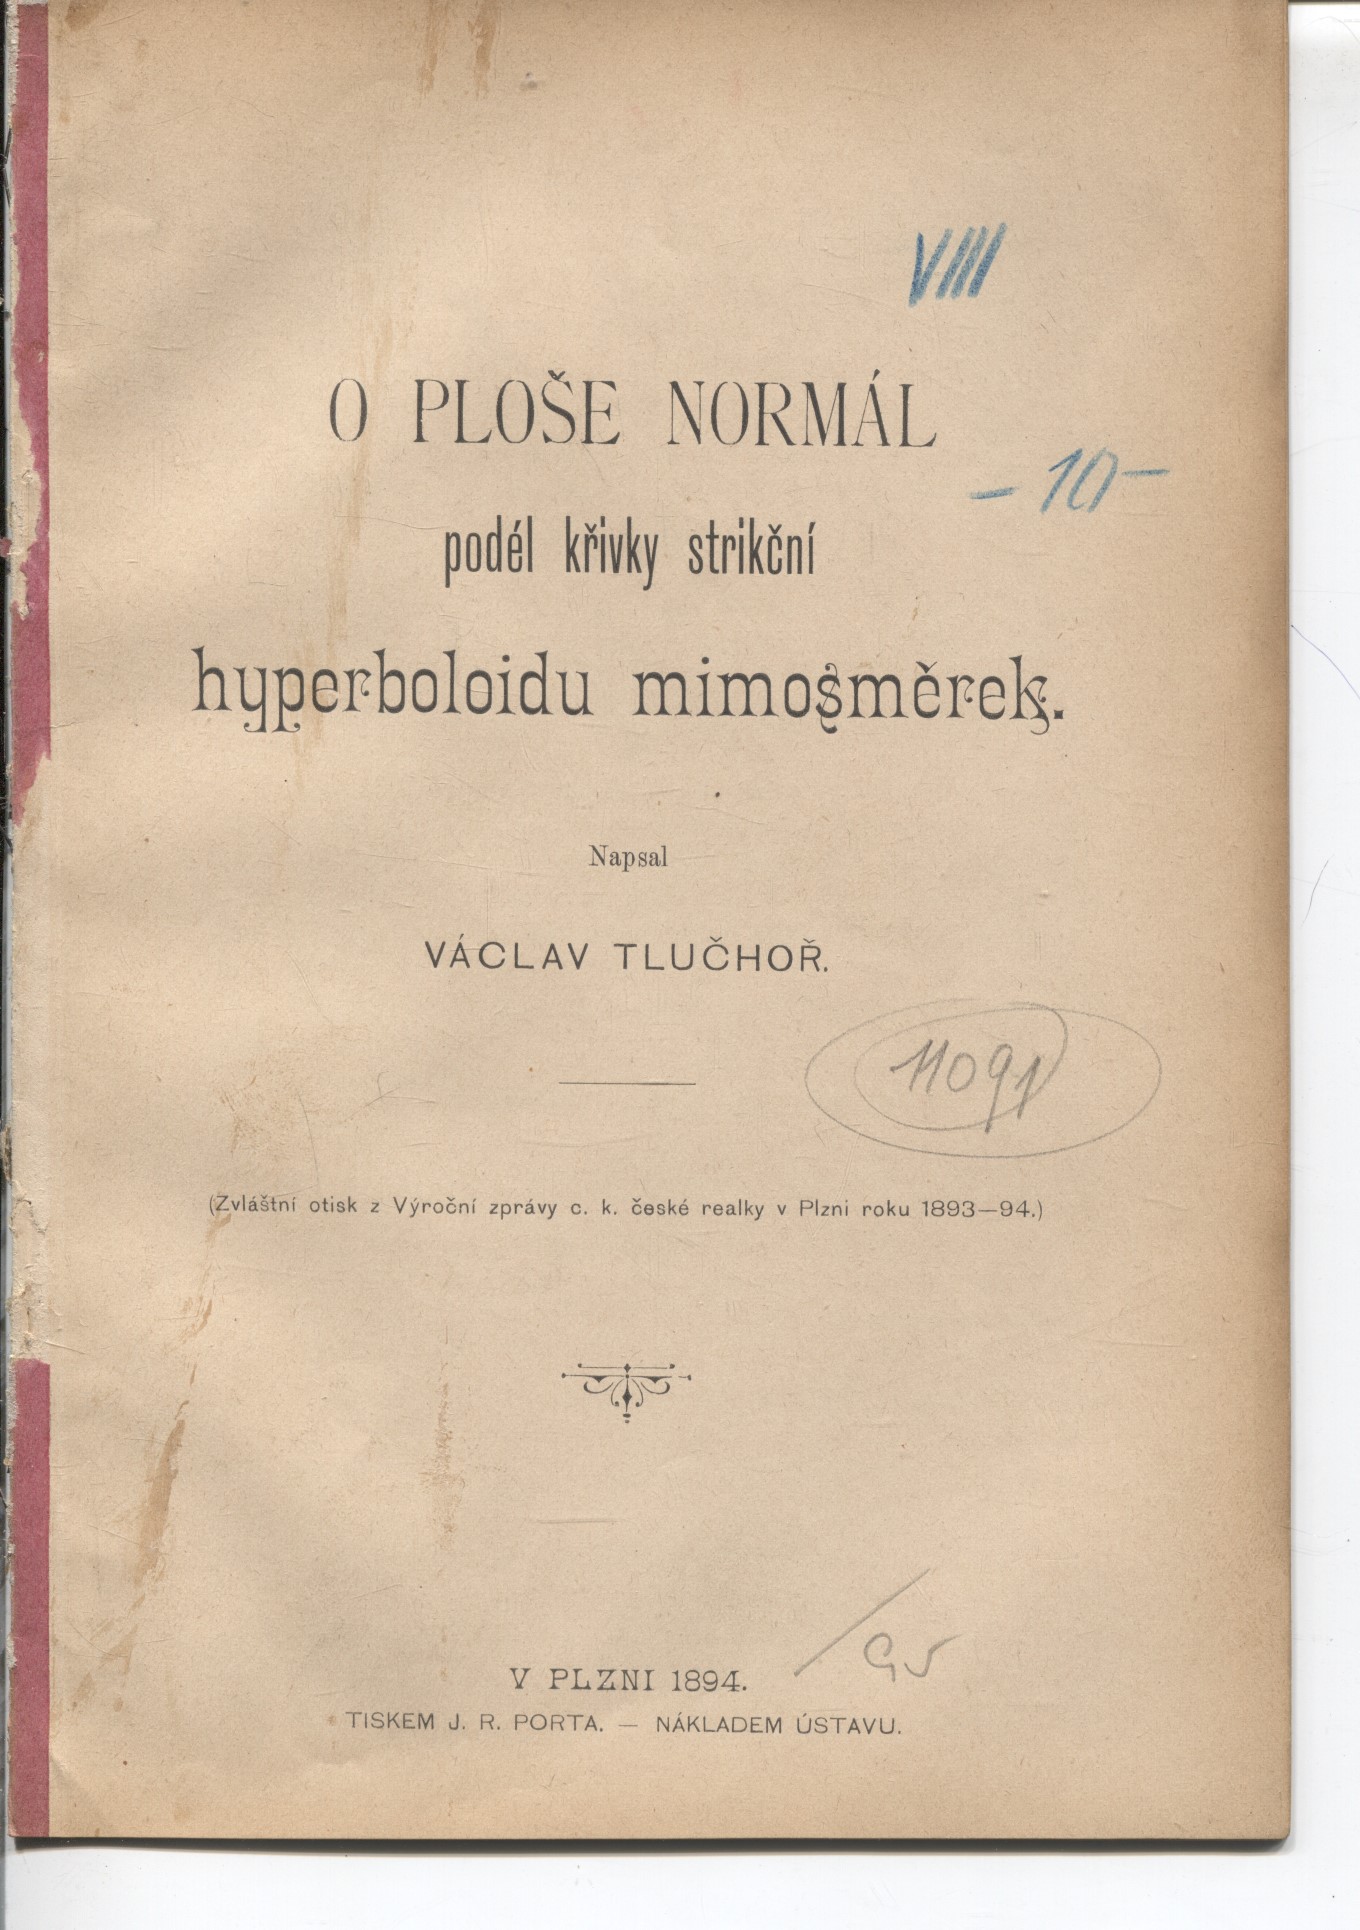 VIII
O PLOŠE NORMÁL
– 10 –
podél křivky strikční
hyperboloidu mimosměrek.
Napsal
VÁCLAV TLUČHOŘ.
11091
(Zvláštní otisk z Výroční zprávy c. k. české realky v Plzni roku 1893—94.)
V PLZNI 1894.
TISKEM J. R. PORTA. — NÁKLADEM ÚSTAVU.